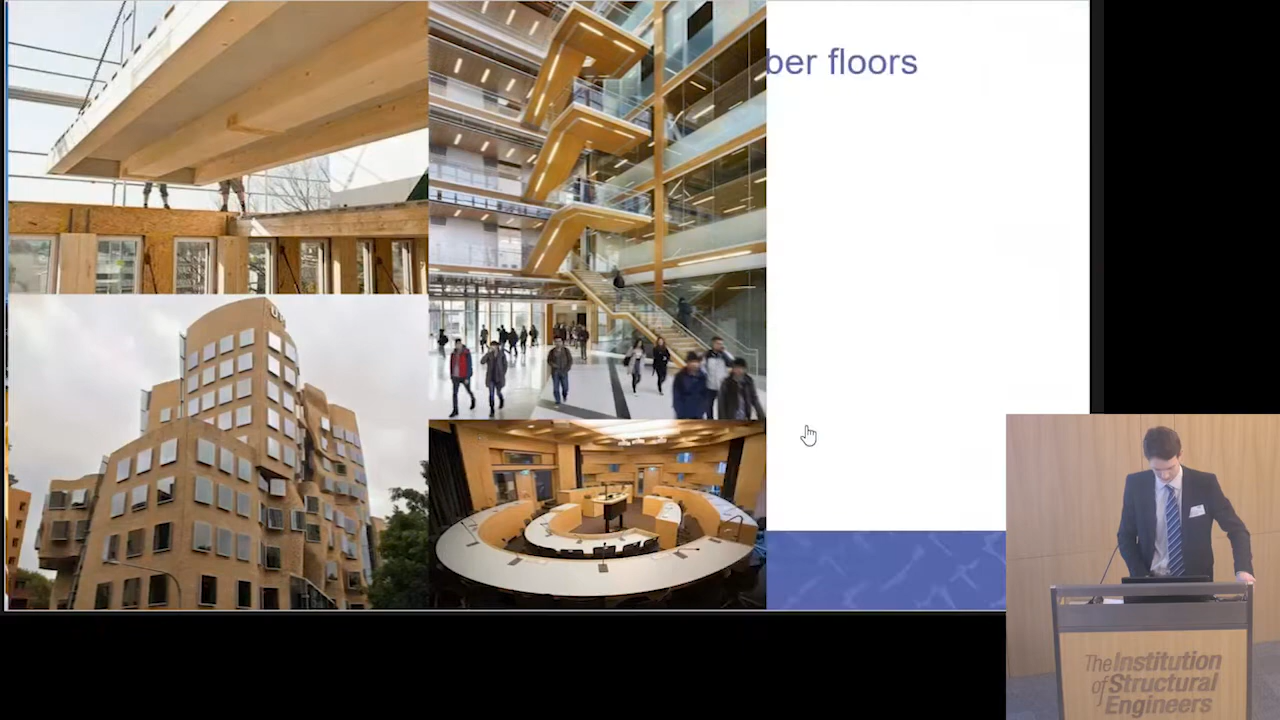 ber floors
The Institution
of Structural
Engineers